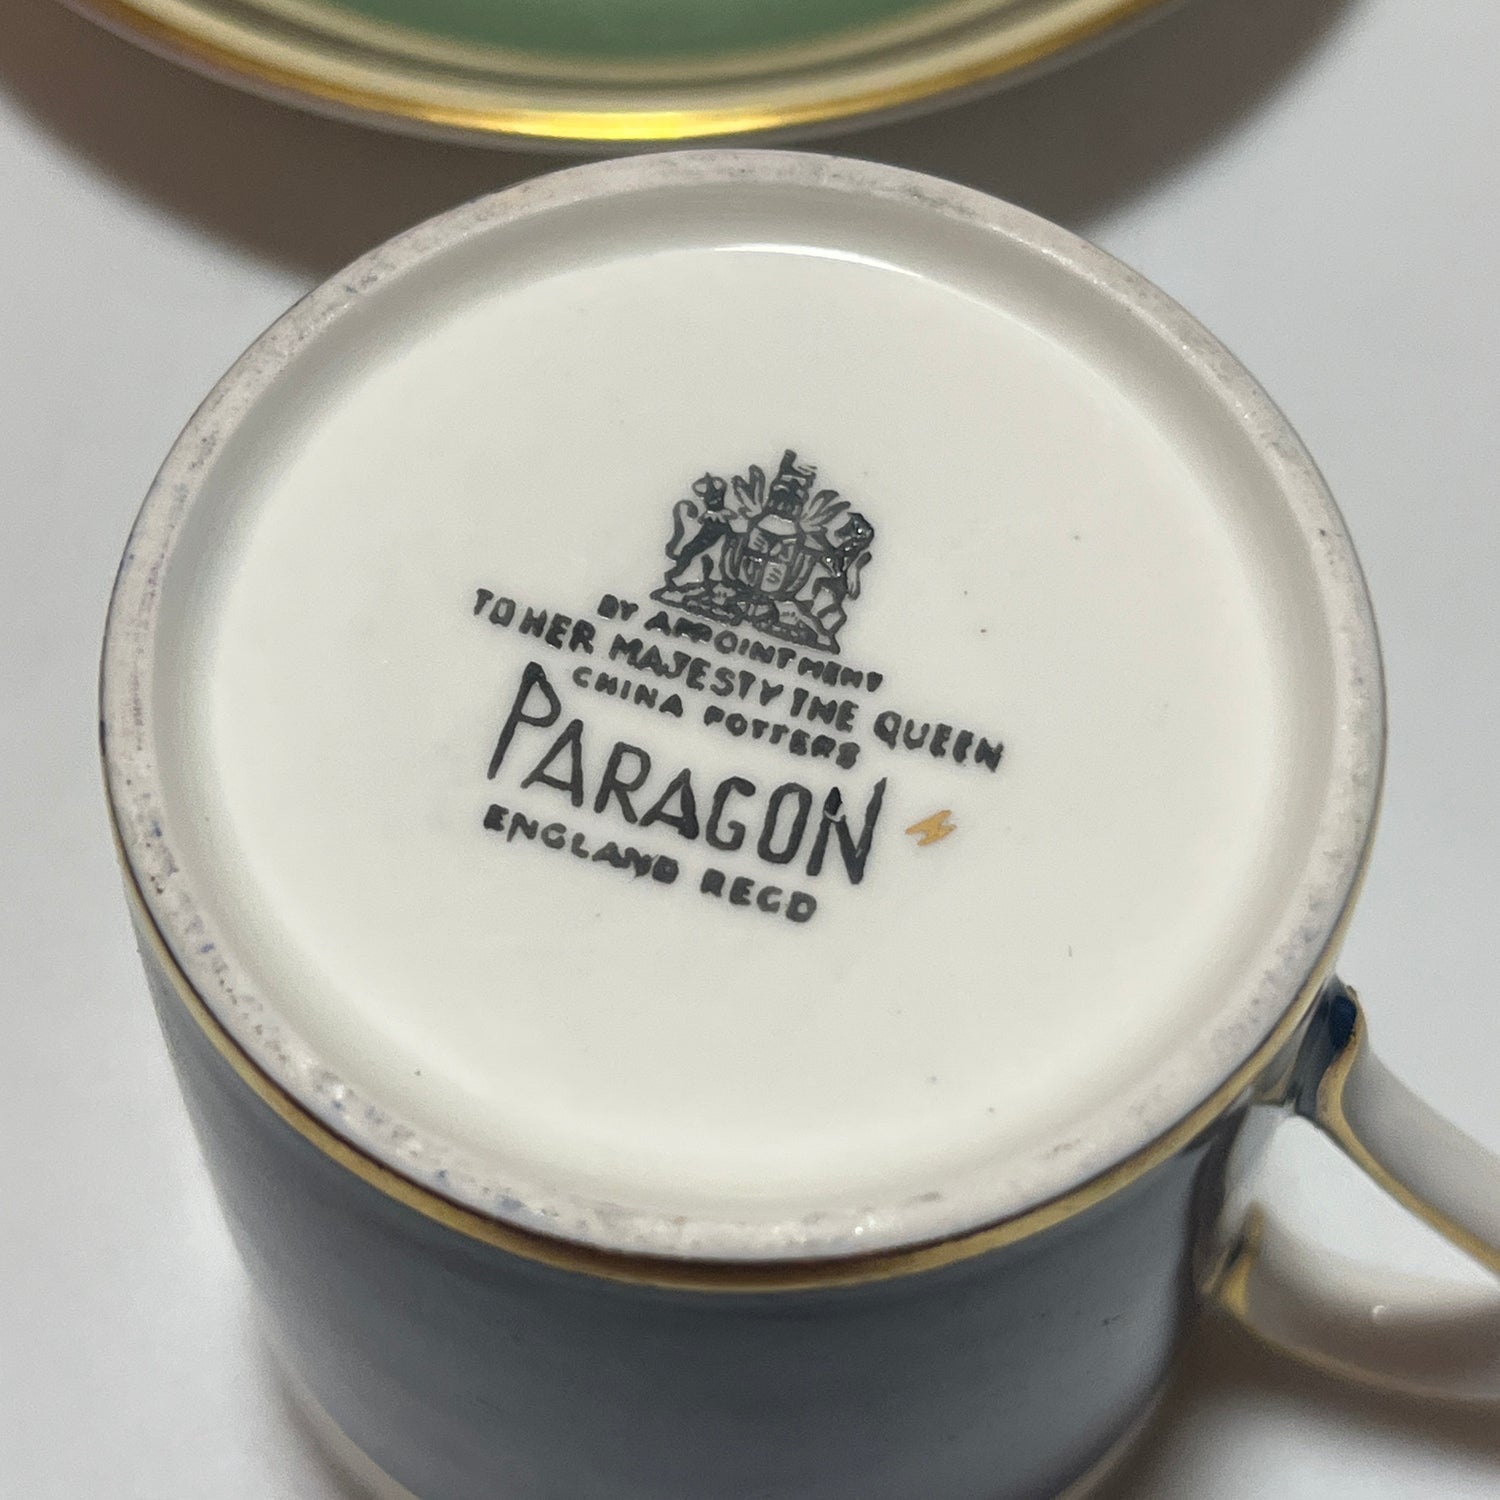 BY APPOINTMENT
TO HER MAJESTY THE QUEEN
CHINA POTTERS
PARAGON
ENGLAND REGD